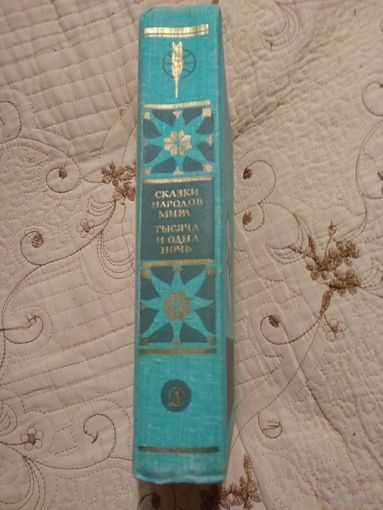 СКАЗКИ
НАРОДОВ
МИРА
ТЫСЯЧА
И ОДНА
НОЧЬ